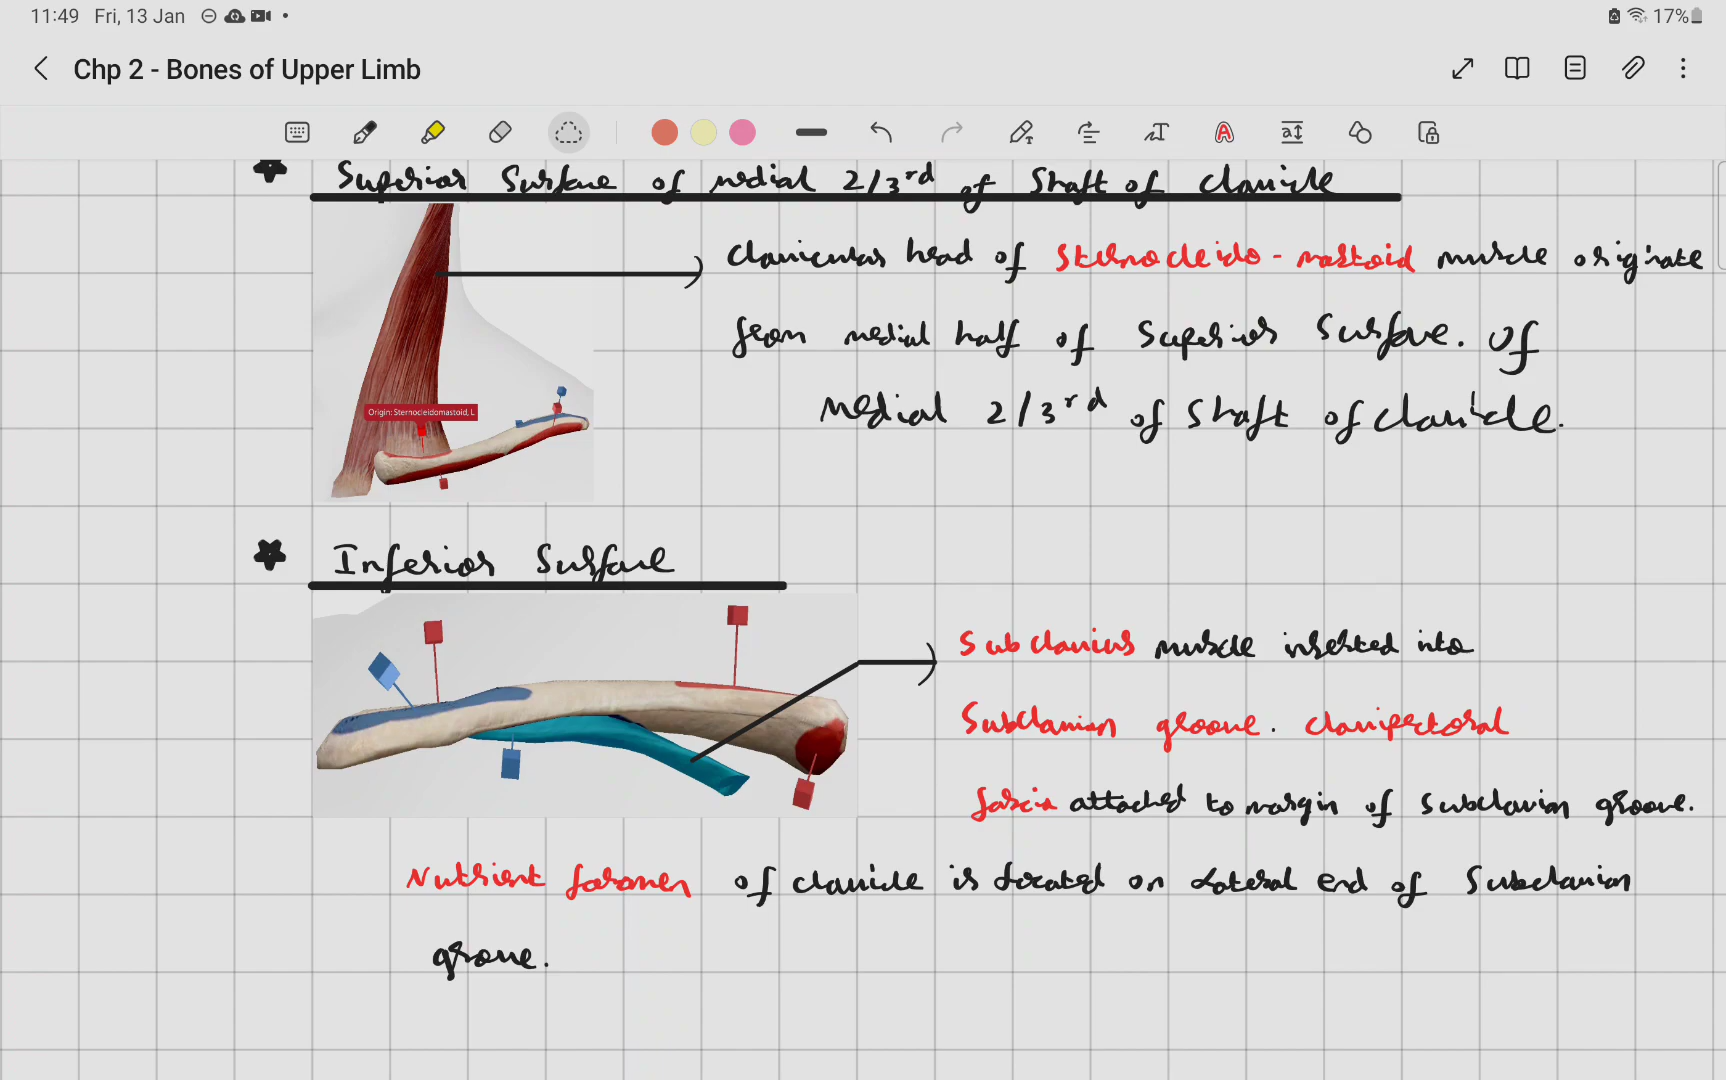 11:49 Fri, 13 Jan
17%
Chp 2 - Bones of Upper Limb
Superior Surface of medial 2/3rd of Shaft of clavicle
clavicular head of Sternocleido - mastoid muscle originate
from medial half of Superior Surface. Of
Medial 2/3rd of Shaft of clavicle.
Origin: Sternocleidomastoid, L
Inferior Surface
Subclavius muscle inserted into
Subclavian groove. clavipectoral
fascia attached to margin of subclavian groove.
Nutrient foramen of clavicle is located on lateral end of Subclavian
groove.